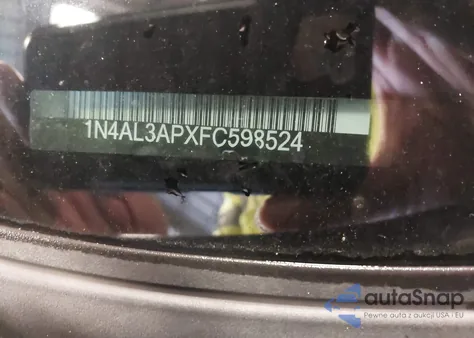 1N4AL3APXFC598524
autoSnap
Pewne auta z aukcji USA i EU